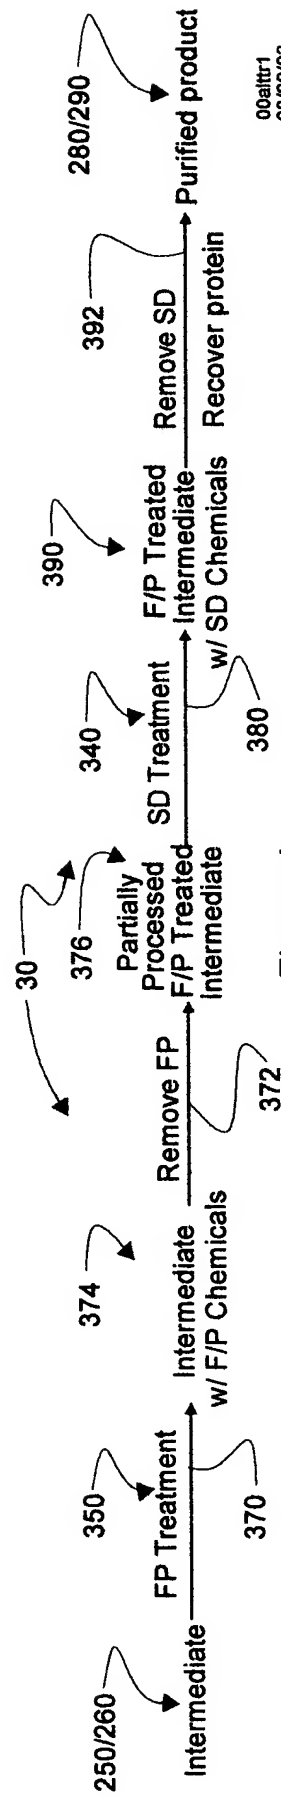 250/260
Intermediate
350
FP Treatment
370
374
Intermediate
w/ F/P Chemicals
30
Remove FP
372
376
Partially
Processed
F/P Treated
Intermediate
340
SD Treatment
380
390
F/P Treated
Intermediate
w/ SD Chemicals
392
Remove SD
Recover protein
280/290
Purified product
00alttr1